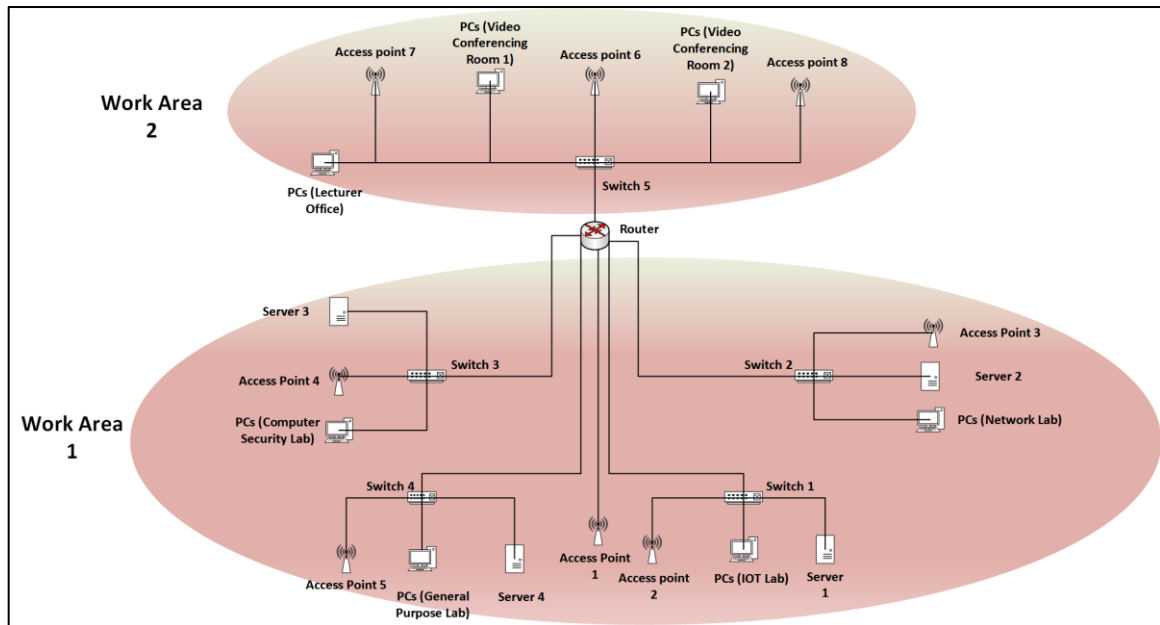 PCs (Video
Conferencing
Room 1)
PCs (Video
Conferencing
Room 2)
Access point 7
Access point 6
Access point 8
Work Area
2
PCs (Lecturer
Office)
Switch 5
Router
Server 3
Access Point 3
Switch 3
Switch 2
Server 2
Access Point 4
PCs (Computer
Security Lab)
PCs (Network Lab)
Work Area
1
Switch 4
Switch 1
Access Point
1
Access Point 5
PCs (General
Purpose Lab)
Server 4
Access point
2
PCs (IOT Lab)
Server
1